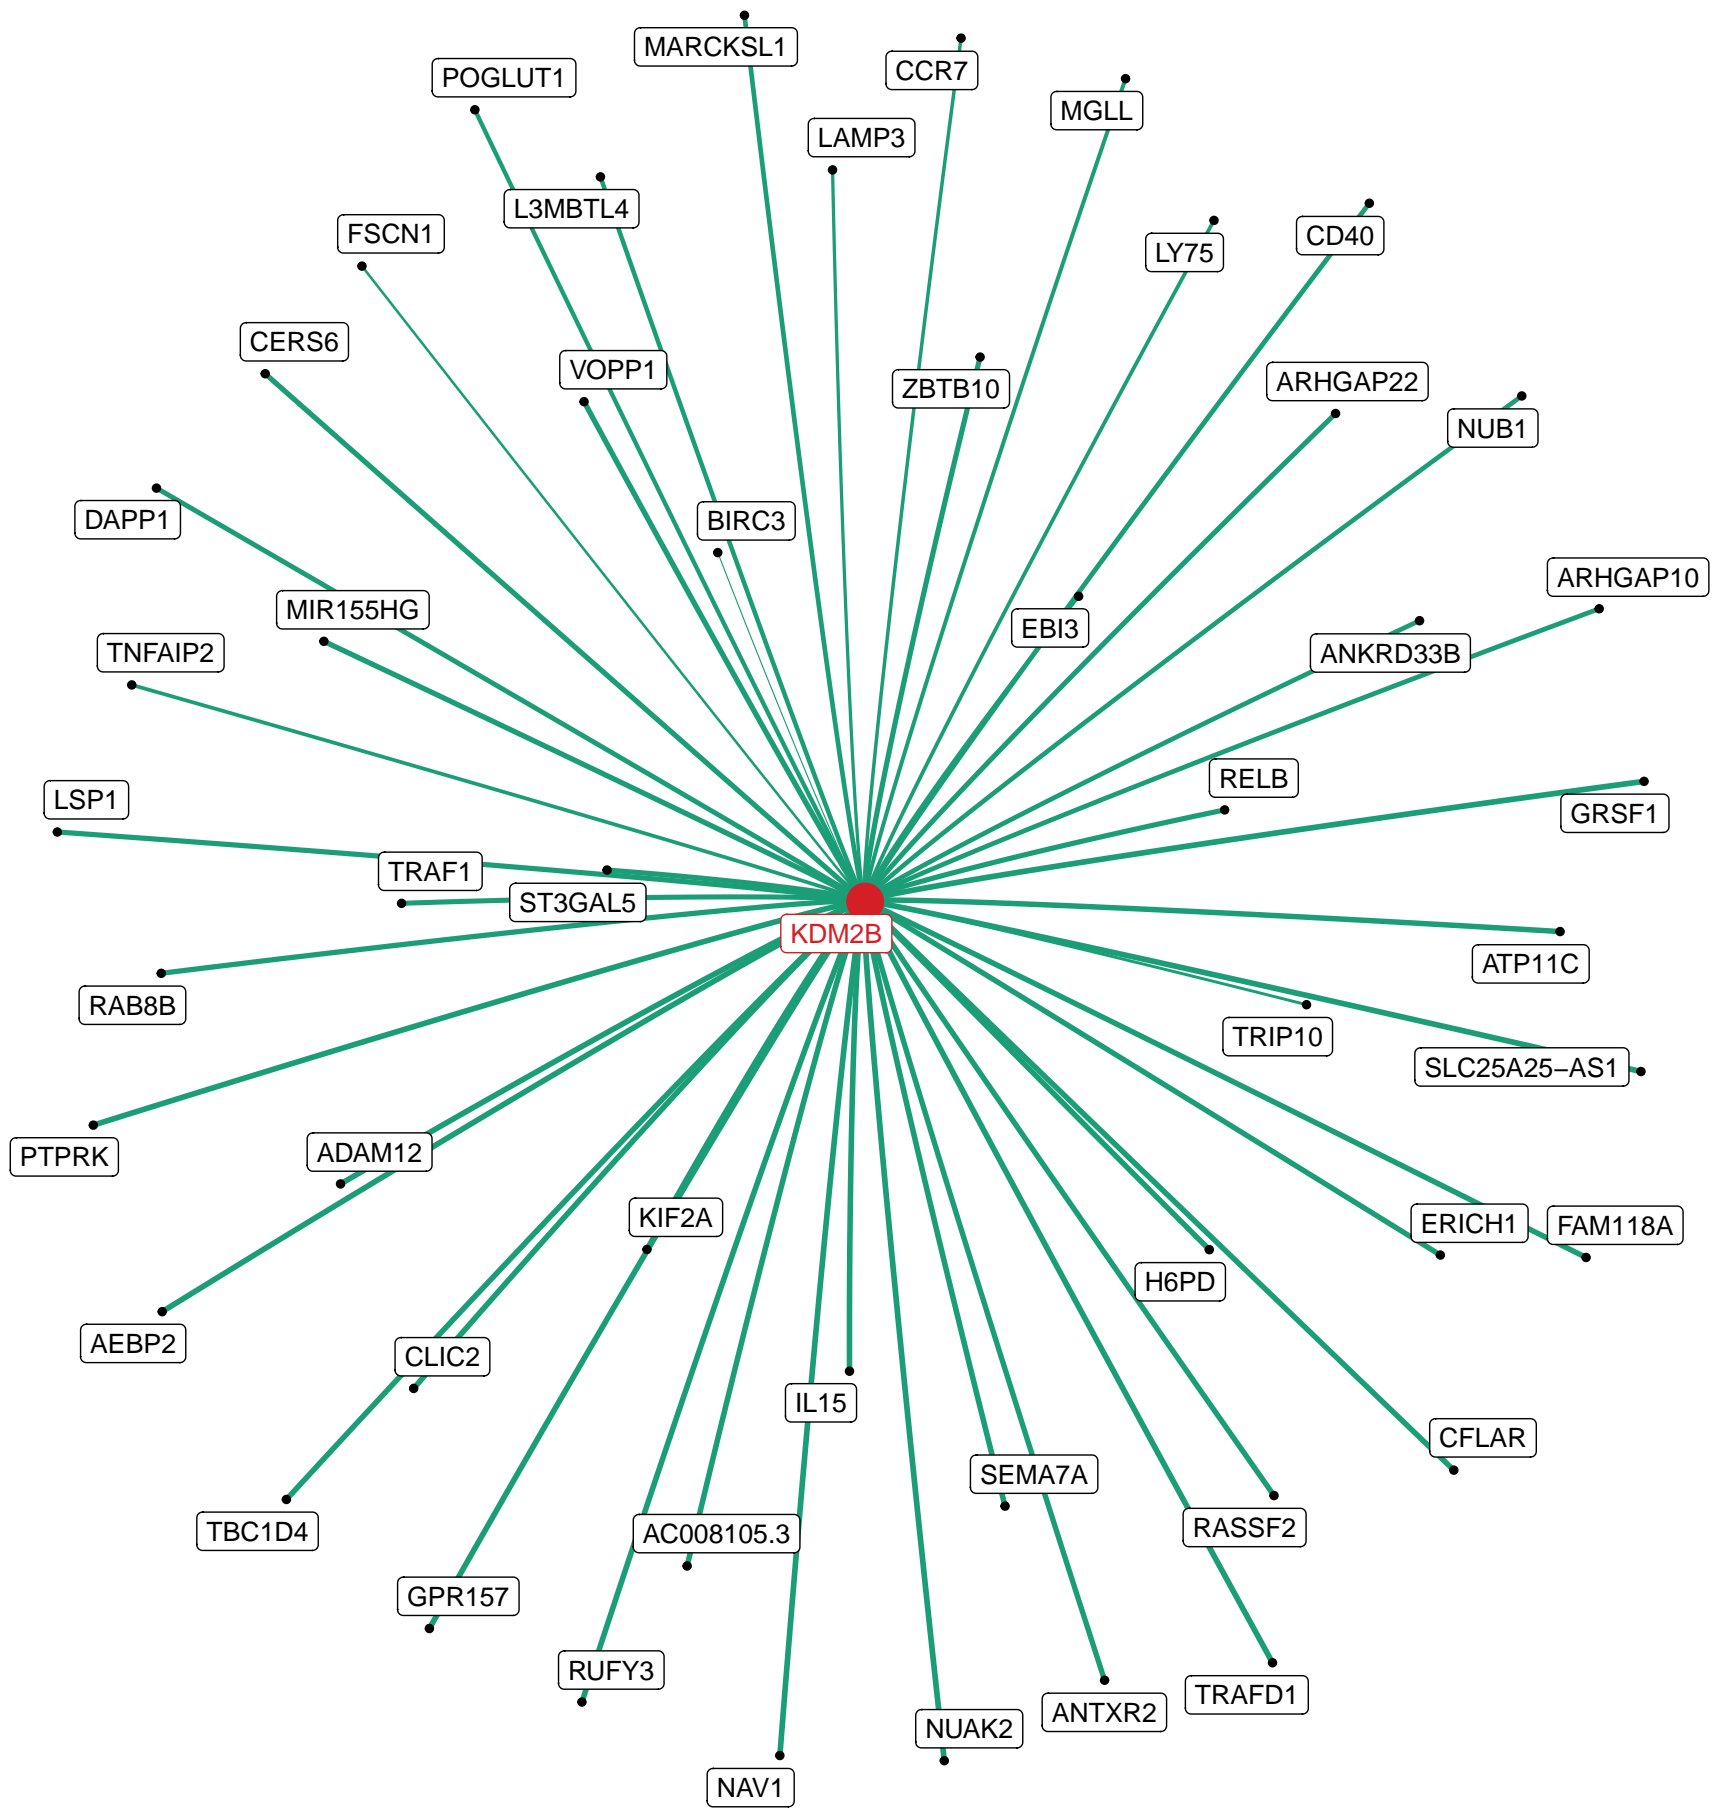 MARCKSL1
CCR7
POGLUT1
MGLL
LAMP3
L3MBTL4
FSCN1
CD40
LY75
CERS6
VOPP1
ZBTB10
ARHGAP22
NUB1
DAPP1
BIRC3
ARHGAP10
MIR155HG
EBI3
TNFAIP2
ANKRD33B
RELB
LSP1
GRSF1
TRAF1
ST3GAL5
KDM2B
ATP11C
RAB8B
TRIP10
SLC25A25−AS1
ADAM12
PTPRK
KIF2A
ERICH1
FAM118A
H6PD
AEBP2
CLIC2
IL15
CFLAR
SEMA7A
RASSF2
TBC1D4
AC008105.3
GPR157
RUFY3
TRAFD1
ANTXR2
NUAK2
NAV1